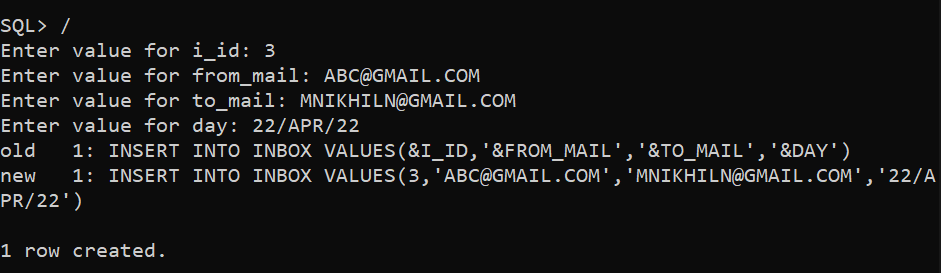 SQL> /
Enter value for i_id: 3
Enter value for from_mail: ABC@GMAIL.COM
Enter value for to_mail: MNIKHILN@GMAIL.COM
Enter value for day: 22/APR/22
old   1: INSERT INTO INBOX VALUES(&I_ID,'&FROM_MAIL','&TO_MAIL','&DAY')
new   1: INSERT INTO INBOX VALUES(3,'ABC@GMAIL.COM','MNIKHILN@GMAIL.COM','22/A
PR/22')
1 row created.